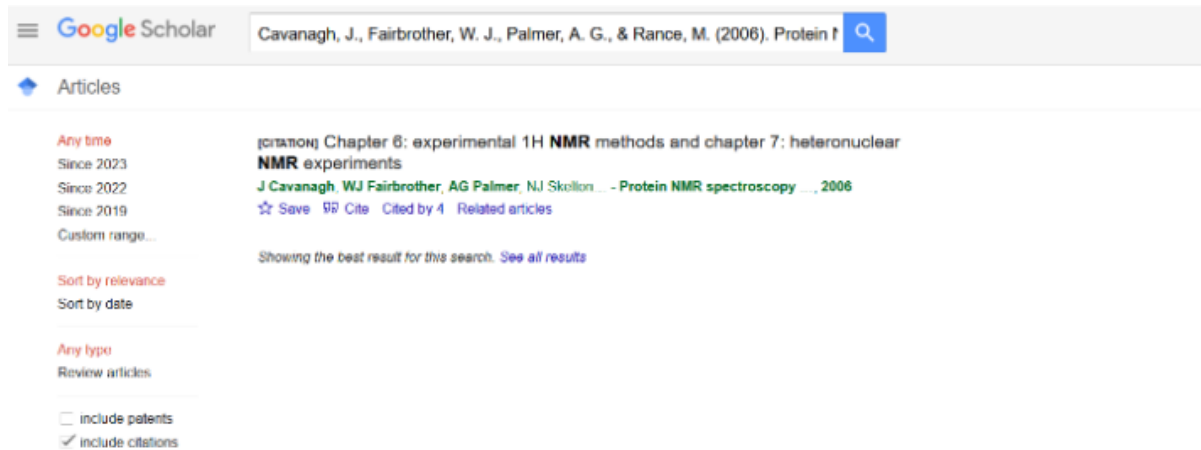 Google Scholar
Cavanagh, J., Fairbrother, W. J., Palmer, A. G., & Rance, M. (2006). Protein
Articles
Any time
Since 2023
Since 2022
Since 2019
Custom range...
Sort by relevance
Sort by date
Any type
Review articles
include patents
include citations
[CITATION] Chapter 6: experimental 1H NMR methods and chapter 7: heteronuclear
NMR experiments
J Cavanagh, WJ Fairbrother, AG Palmer, NJ Skelton... - Protein NMR spectroscopy ..., 2006
Save Cite Cited by 4 Related articles
Showing the best result for this search. See all results